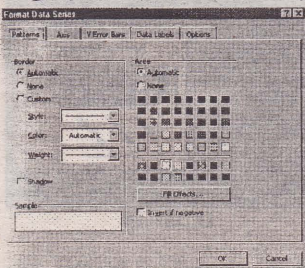 Format Data Series
Patterns Axis Y Error Bars Data Labels Options
Border
Automatic
None
Custom
Style:
Color: Automatic
Weight:
Shadow
Sample
Area
Automatic
None
Fill Effects...
Invert if negative
OK Cancel